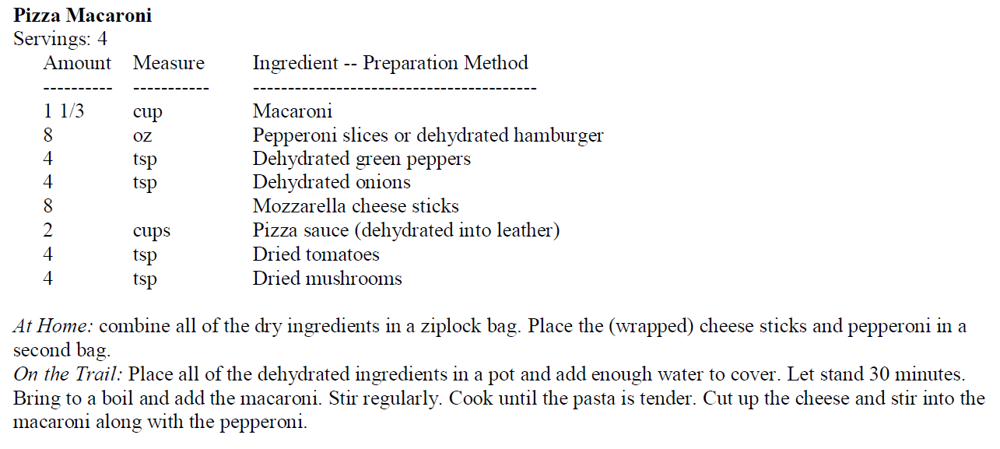 Pizza Macaroni
Servings: 4
Amount Measure Ingredient -- Preparation Method
---------- ----------- -----------------------------------------
1 1/3 cup Macaroni
8 oz Pepperoni slices or dehydrated hamburger
4 tsp Dehydrated green peppers
4 tsp Dehydrated onions
8 Mozzarella cheese sticks
2 cups Pizza sauce (dehydrated into leather)
4 tsp Dried tomatoes
4 tsp Dried mushrooms
At Home: combine all of the dry ingredients in a ziplock bag. Place the (wrapped) cheese sticks and pepperoni in a
second bag.
On the Trail: Place all of the dehydrated ingredients in a pot and add enough water to cover. Let stand 30 minutes.
Bring to a boil and add the macaroni. Stir regularly. Cook until the pasta is tender. Cut up the cheese and stir into the
macaroni along with the pepperoni.